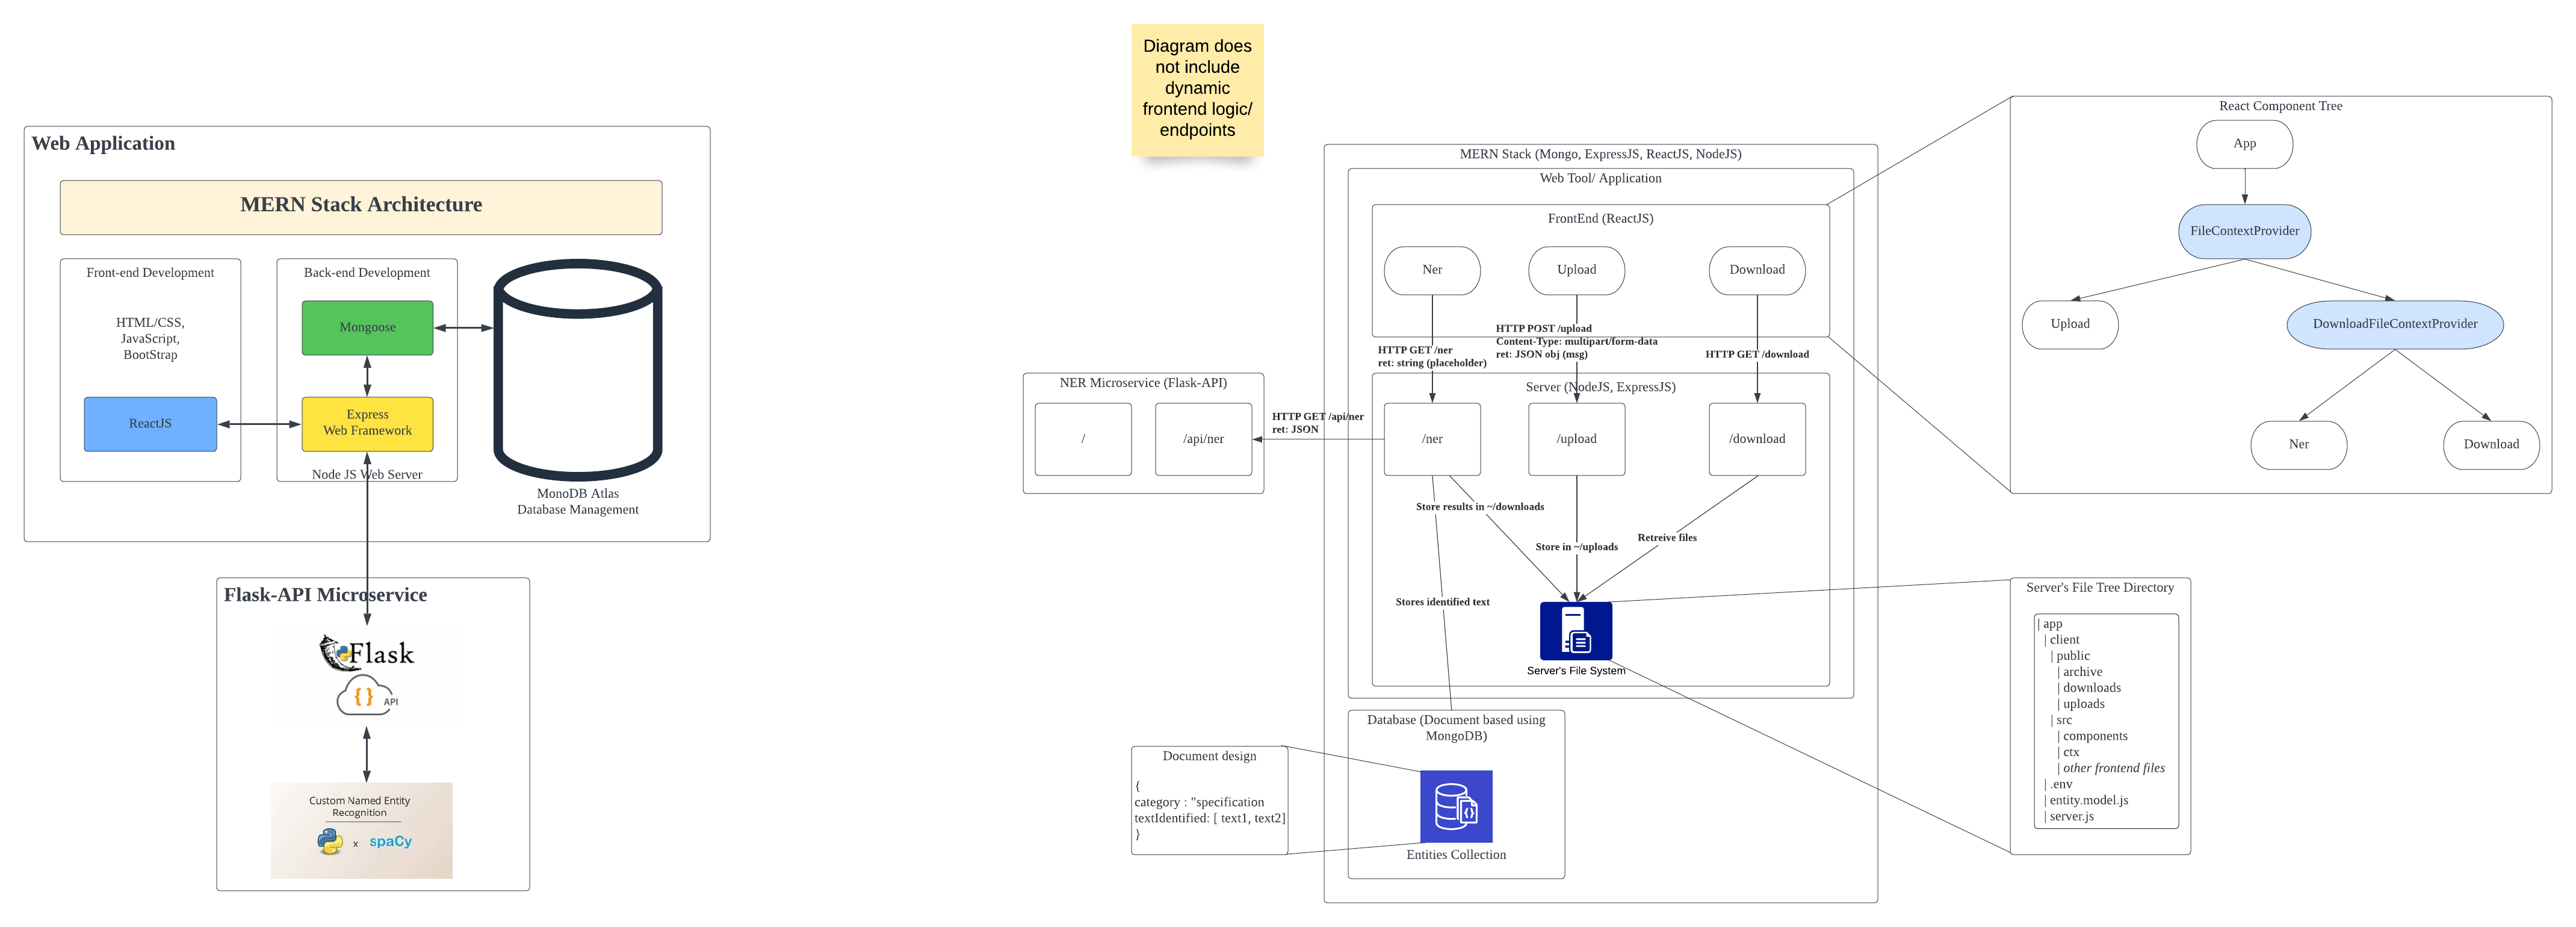 Web Application
MERN Stack Architecture
Front-end Development
HTML/CSS,
JavaScript,
BootStrap
ReactJS
Back-end Development
Mongoose
Express
Web Framework
Node JS Web Server
MonoDB Atlas
Database Management
Flask-API Microservice
Flask
{ }
API
Custom Named Entity
Recognition
x
spaCy
Diagram does
not include
dynamic
frontend logic/
endpoints
MERN Stack (Mongo, ExpressJS, ReactJS, NodeJS)
Web Tool/ Application
FrontEnd (ReactJS)
Ner
Upload
Download
HTTP GET /ner
ret: string (placeholder)
HTTP POST /upload
Content-Type: multipart/form-data
ret: JSON obj (msg)
HTTP GET /download
NER Microservice (Flask-API)
/
/api/ner
HTTP GET /api/ner
ret: JSON
Server (NodeJS, ExpressJS)
/ner
/upload
/download
Store results in ~/downloads
Store in ~/uploads
Retreive files
Stores identified text
Server's File System
Database (Document based using
MongoDB)
{}
Entities Collection
Document design
{
category : "specification
textIdentified: [ text1, text2]
}
React Component Tree
App
FileContextProvider
Upload
DownloadFileContextProvider
Ner
Download
Server's File Tree Directory
| app
| client
| public
| archive
| downloads
| uploads
| src
| components
| ctx
| other frontend files
| .env
| entity.model.js
| server.js